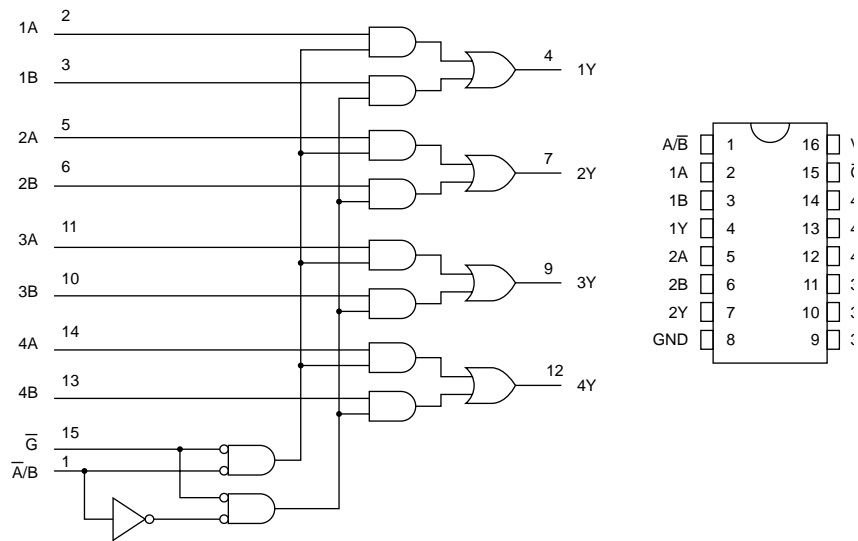 1A 2
1B 3
4 1Y
2A 5
2B 6
7 2Y
3A 11
3B 10
9 3Y
4A 14
4B 13
12 4Y
G̅ 15
A̅/B 1
A/B̅ 1 16
1A 2 15
1B 3 14
1Y 4 13
2A 5 12
2B 6 11
2Y 7 10
GND 8 9